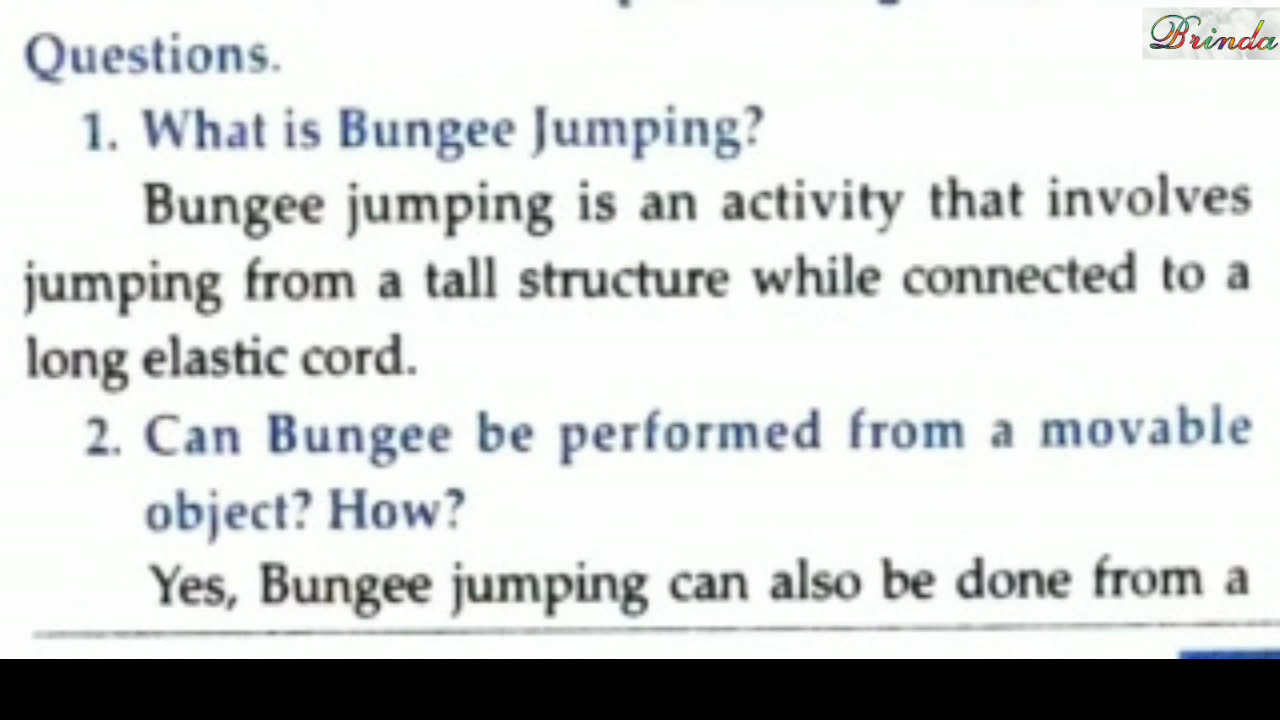 Brinda
Questions.
1. What is Bungee Jumping?
Bungee jumping is an activity that involves
jumping from a tall structure while connected to a
long elastic cord.
2. Can Bungee be performed from a movable
object? How?
Yes, Bungee jumping can also be done from a